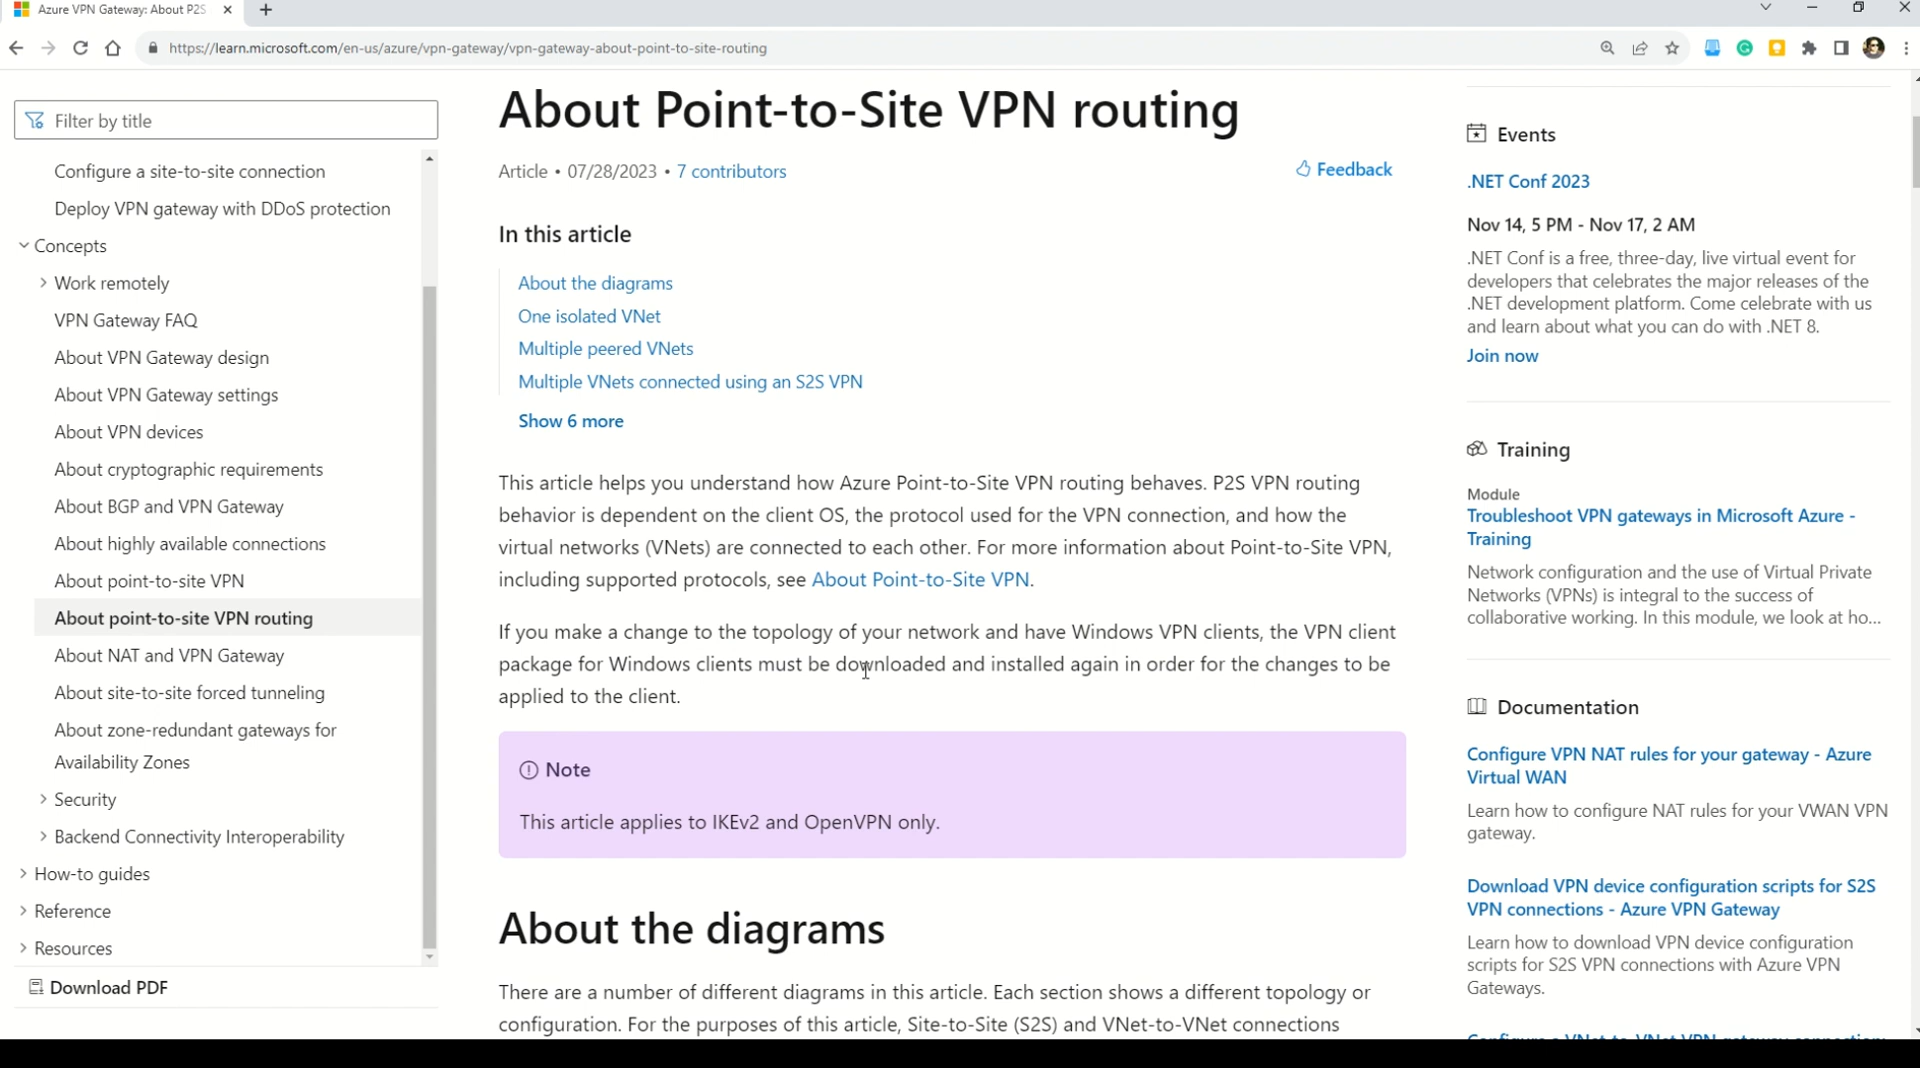 Azure VPN Gateway: About P2S
https://learn.microsoft.com/en-us/azure/vpn-gateway/vpn-gateway-about-point-to-site-routing
Filter by title
Configure a site-to-site connection
Deploy VPN gateway with DDoS protection
Concepts
Work remotely
VPN Gateway FAQ
About VPN Gateway design
About VPN Gateway settings
About VPN devices
About cryptographic requirements
About BGP and VPN Gateway
About highly available connections
About point-to-site VPN
About point-to-site VPN routing
About NAT and VPN Gateway
About site-to-site forced tunneling
About zone-redundant gateways for
Availability Zones
Security
Backend Connectivity Interoperability
How-to guides
Reference
Resources
Download PDF
About Point-to-Site VPN routing
Article • 07/28/2023 • 7 contributors
Feedback
In this article
About the diagrams
One isolated VNet
Multiple peered VNets
Multiple VNets connected using an S2S VPN
Show 6 more
This article helps you understand how Azure Point-to-Site VPN routing behaves. P2S VPN routing
behavior is dependent on the client OS, the protocol used for the VPN connection, and how the
virtual networks (VNets) are connected to each other. For more information about Point-to-Site VPN,
including supported protocols, see About Point-to-Site VPN.
If you make a change to the topology of your network and have Windows VPN clients, the VPN client
package for Windows clients must be downloaded and installed again in order for the changes to be
applied to the client.
Note
This article applies to IKEv2 and OpenVPN only.
About the diagrams
There are a number of different diagrams in this article. Each section shows a different topology or
configuration. For the purposes of this article, Site-to-Site (S2S) and VNet-to-VNet connections
Events
.NET Conf 2023
Nov 14, 5 PM - Nov 17, 2 AM
.NET Conf is a free, three-day, live virtual event for
developers that celebrates the major releases of the
.NET development platform. Come celebrate with us
and learn about what you can do with .NET 8.
Join now
Training
Module
Troubleshoot VPN gateways in Microsoft Azure -
Training
Network configuration and the use of Virtual Private
Networks (VPNs) is integral to the success of
collaborative working. In this module, we look at ho...
Documentation
Configure VPN NAT rules for your gateway - Azure
Virtual WAN
Learn how to configure NAT rules for your VWAN VPN
gateway.
Download VPN device configuration scripts for S2S
VPN connections - Azure VPN Gateway
Learn how to download VPN device configuration
scripts for S2S VPN connections with Azure VPN
Gateways.
Configure a VNet-to-VNet VPN gateway connection: